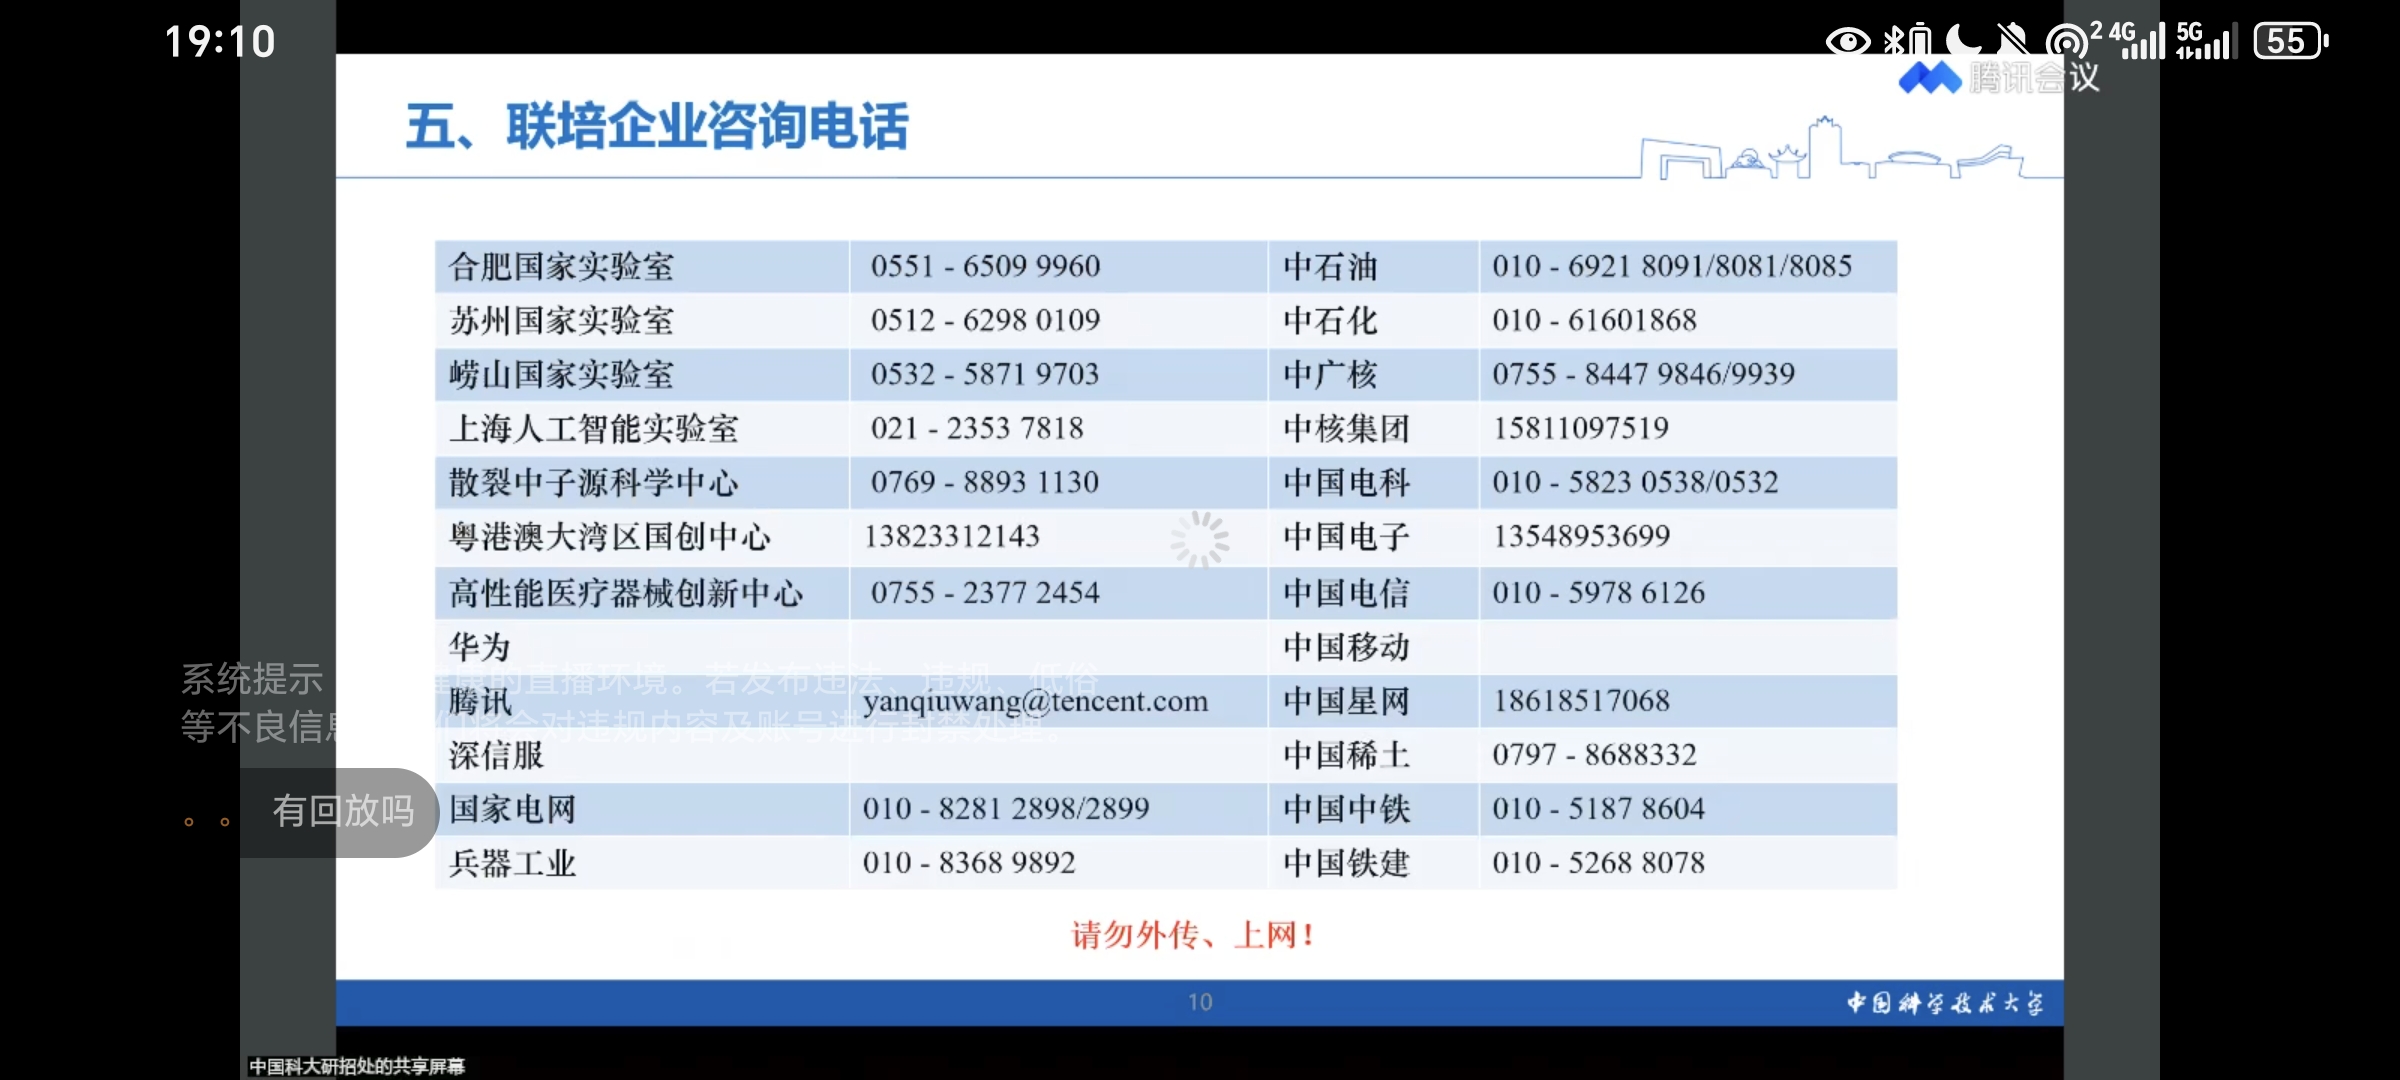 19:10
2 4G 5G 55
腾讯会议
五、联培企业咨询电话
合肥国家实验室 0551 - 6509 9960 中石油 010 - 6921 8091/8081/8085
苏州国家实验室 0512 - 6298 0109 中石化 010 - 61601868
崂山国家实验室 0532 - 5871 9703 中广核 0755 - 8447 9846/9939
上海人工智能实验室 021 - 2353 7818 中核集团 15811097519
散裂中子源科学中心 0769 - 8893 1130 中国电科 010 - 5823 0538/0532
粤港澳大湾区国创中心 13823312143 中国电子 13548953699
高性能医疗器械创新中心 0755 - 2377 2454 中国电信 010 - 5978 6126
华为 中国移动
系统提示 健康的直播环境。若发布违法、违规、低俗
腾讯 yanqiuwang@tencent.com 中国星网 18618517068
等不良信息 们将会对违规内容及账号进行封禁处理。
深信服 中国稀土 0797 - 8688332
国家电网 010 - 8281 2898/2899 中国中铁 010 - 5187 8604
。。 有回放吗
兵器工业 010 - 8368 9892 中国铁建 010 - 5268 8078
请勿外传、上网！
10
中国科学技术大学
中国科大研招处的共享屏幕